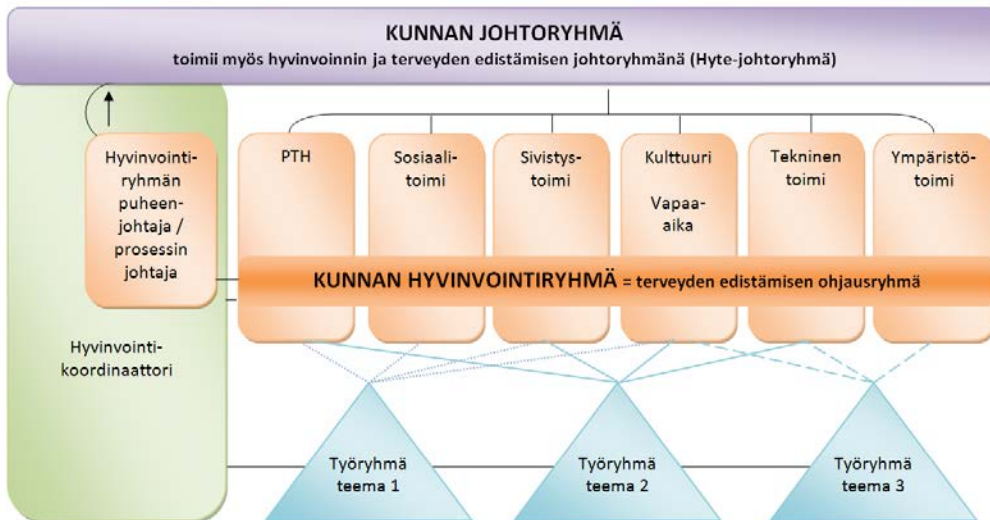 KUNNAN JOHTORYHMÄ
toimii myös hyvinvoinnin ja terveyden edistämisen johtoryhmänä (Hyte-johtoryhmä)
Hyvinvointi-
ryhmän
puheen-
johtaja /
prosessin
johtaja
PTH
Sosiaali-
toimi
Sivistys-
toimi
Kulttuuri
Vapaa-
aika
Tekninen
toimi
Ympäristö-
toimi
KUNNAN HYVINVOINTIRYHMÄ = terveyden edistämisen ohjausryhmä
Hyvinvointi-
koordinaattori
Työryhmä
teema 1
Työryhmä
teema 2
Työryhmä
teema 3